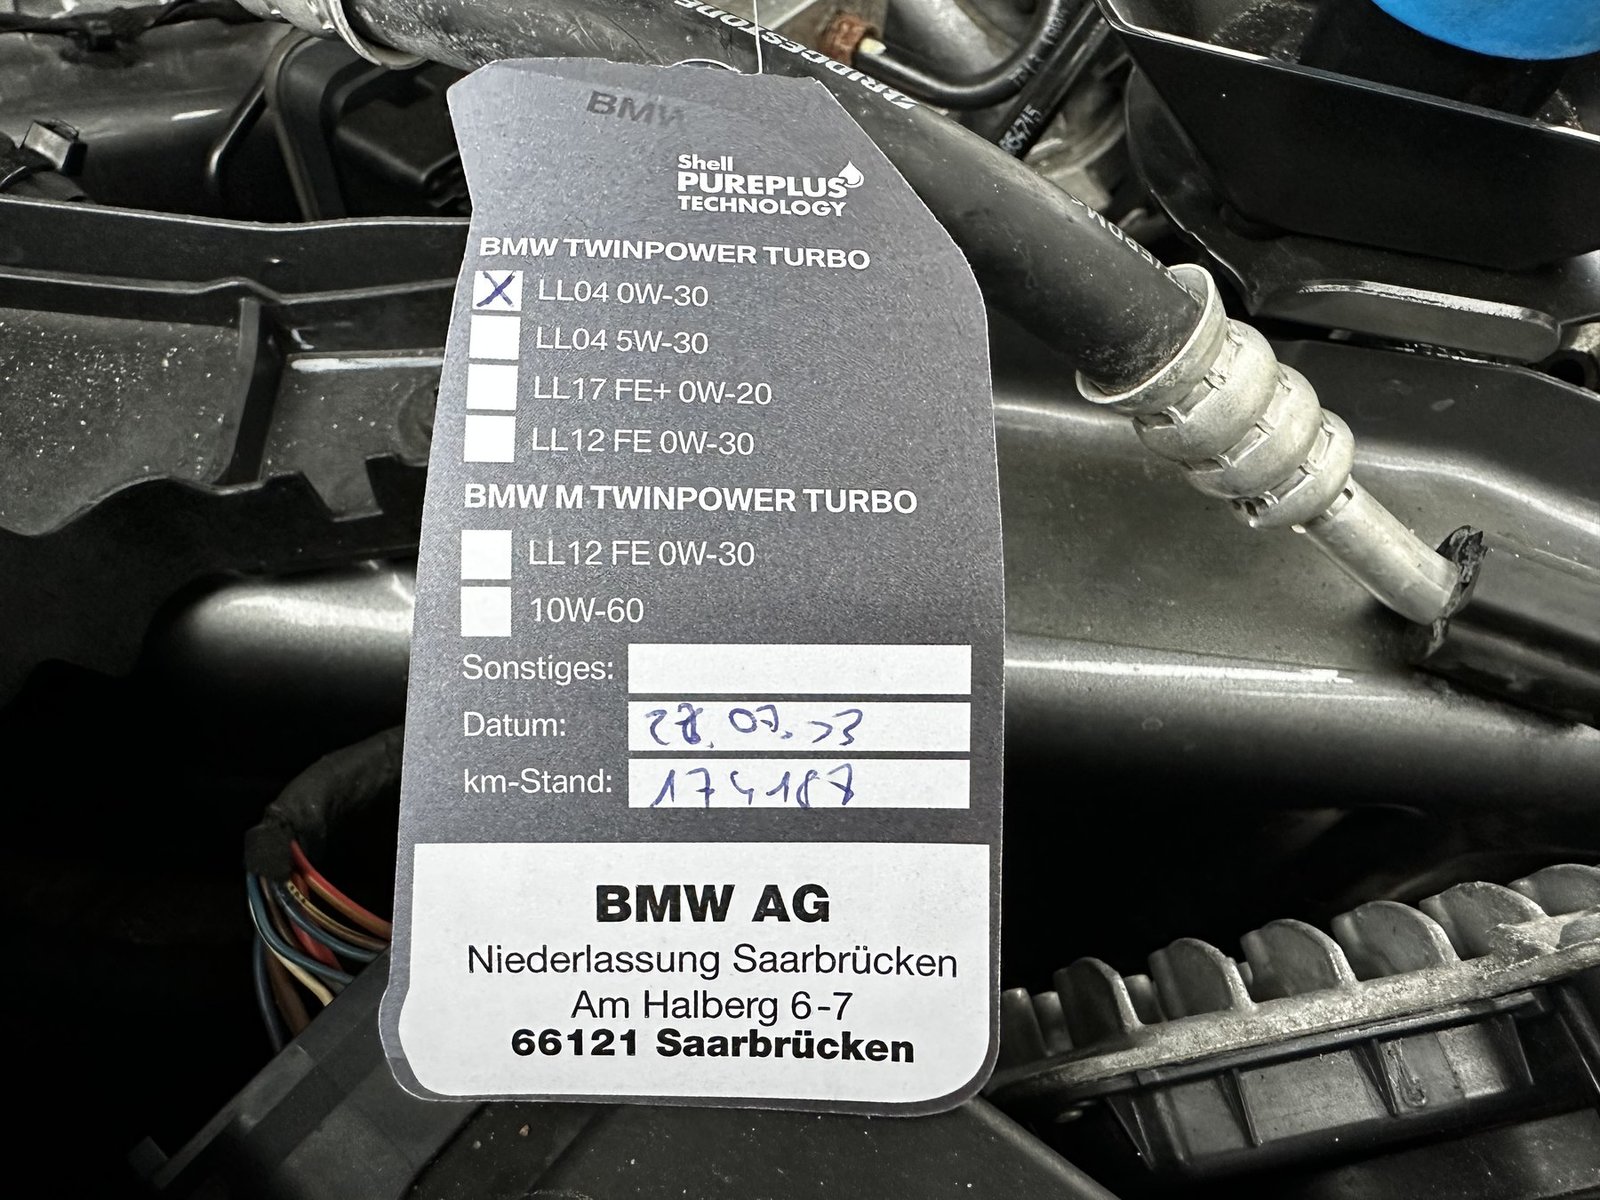 BRIDGESTONE
BMW
Shell
PUREPLUS
TECHNOLOGY
BMW TWINPOWER TURBO
X LL04 0W-30
LL04 5W-30
LL17 FE+ 0W-20
LL12 FE 0W-30
BMW M TWINPOWER TURBO
LL12 FE 0W-30
10W-60
Sonstiges:
Datum: 28.07.23
km-Stand: 174187
BMW AG
Niederlassung Saarbrücken
Am Halberg 6-7
66121 Saarbrücken